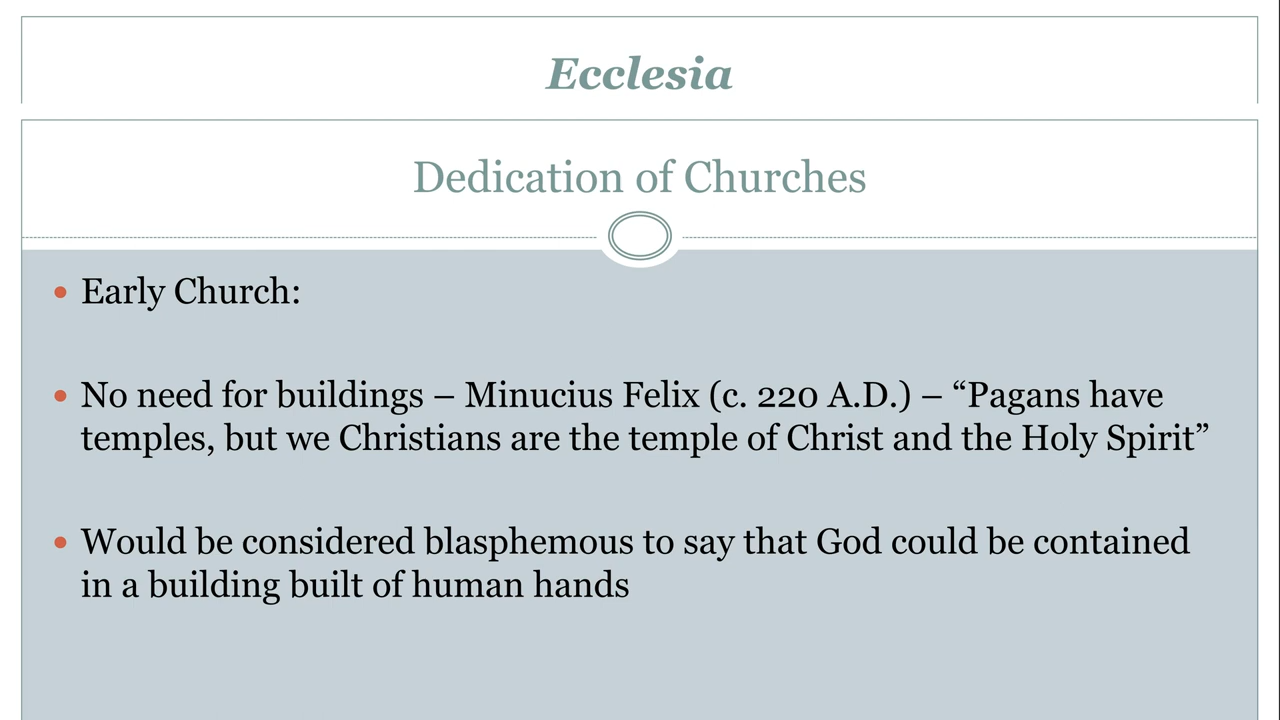 Ecclesia
Dedication of Churches
• Early Church:
• No need for buildings – Minucius Felix (c. 220 A.D.) – “Pagans have
temples, but we Christians are the temple of Christ and the Holy Spirit”
• Would be considered blasphemous to say that God could be contained
in a building built of human hands